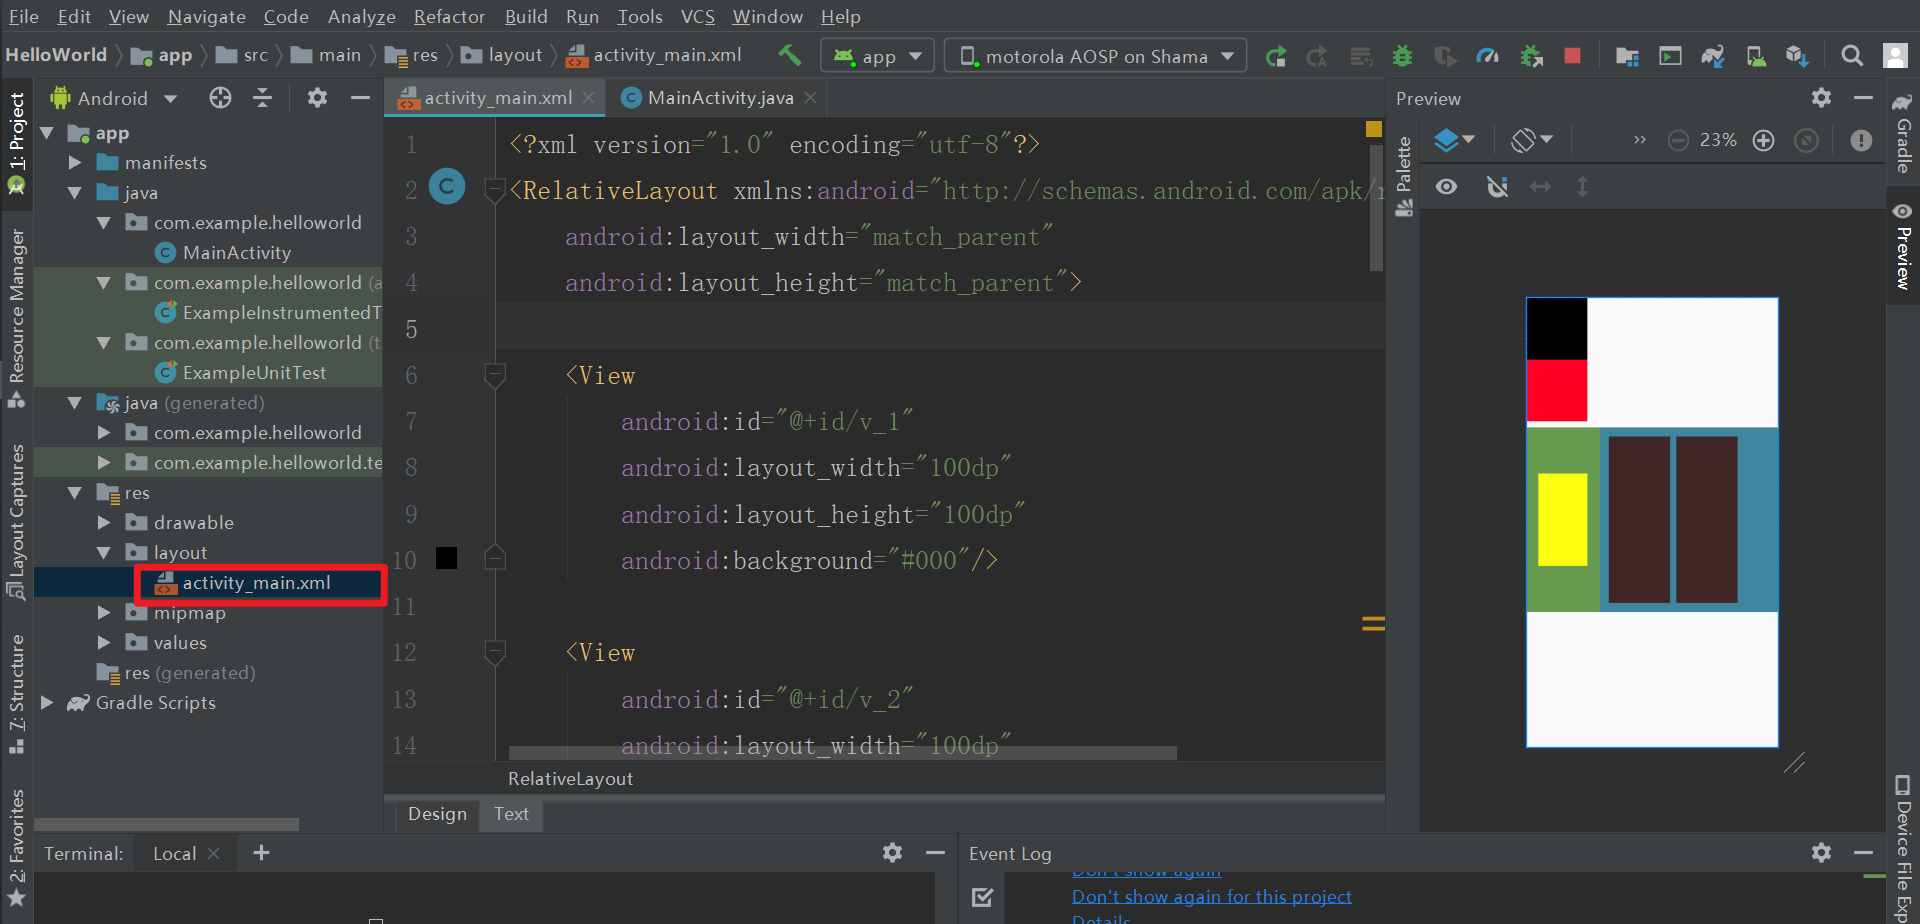 File Edit View Navigate Code Analyze Refactor Build Run Tools VCS Window Help
HelloWorld app src main res layout activity_main.xml app motorola AOSP on Shama
1: Project
Resource Manager
Layout Captures
7: Structure
2: Favorites
Android
app
manifests
java
com.example.helloworld
MainActivity
com.example.helloworld (a
ExampleInstrumentedT
com.example.helloworld (t
ExampleUnitTest
java (generated)
com.example.helloworld
com.example.helloworld.te
res
drawable
layout
activity_main.xml
mipmap
values
res (generated)
Gradle Scripts
activity_main.xml MainActivity.java
1 <?xml version="1.0" encoding="utf-8"?>
2 <RelativeLayout xmlns:android="http://schemas.android.com/apk/r
3 android:layout_width="match_parent"
4 android:layout_height="match_parent">
5
6 <View
7 android:id="@+id/v_1"
8 android:layout_width="100dp"
9 android:layout_height="100dp"
10 android:background="#000"/>
11
12 <View
13 android:id="@+id/v_2"
14 android:layout_width="100dp"
RelativeLayout
Design Text
Preview
Palette
23%
Gradle
Preview
Device File Exp
Terminal: Local
Event Log
Don't show again
Don't show again for this project
Details